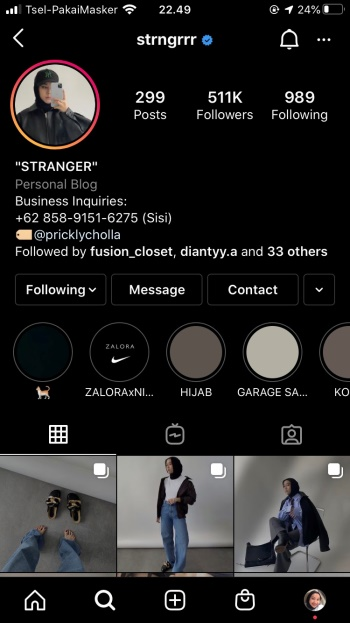 Tsel-PakaiMasker 22.49 24%
strngrrr
299 511K 989
Posts Followers Following
"STRANGER"
Personal Blog
Business Inquiries:
+62 858-9151-6275 (Sisi)
@pricklycholla
Followed by fusion_closet, diantyy.a and 33 others
Following Message Contact
ZALORA
ZALORAxNI... HIJAB GARAGE SA... KO